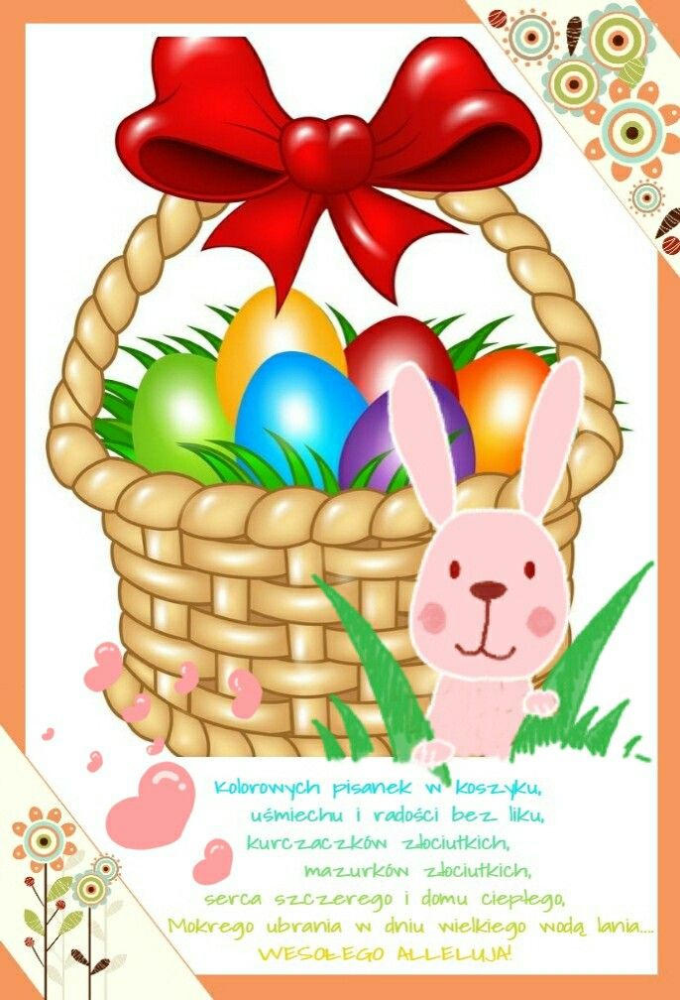 Kolorowych pisanek w koszyku,
uśmiechu i radości bez liku,
kurczaczków złociutkich,
mazurków złociutkich,
serca szczerego i domu ciepłego,
Mokrego ubrania w dniu wielkiego wodą lania....
WESOŁEGO ALLELUJA!